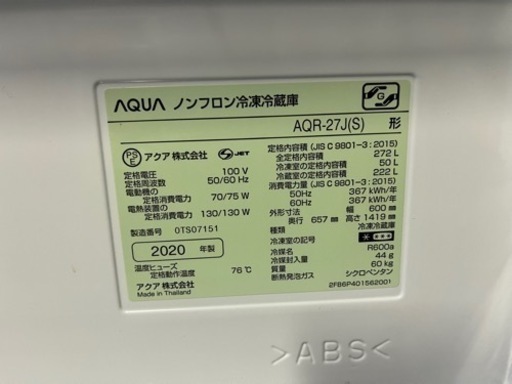 AQUA ノンフロン冷凍冷蔵庫
AQR-27J(S) 形
PS E アクア株式会社 S JET
定格電圧 100 V
定格周波数 50/60 Hz
電動機の定格消費電力 70/75 W
電熱装置の定格消費電力 130/130 W
製造番号 0TS07151
2020 年製
温度ヒューズ定格動作温度 76℃
アクア株式会社
Made in Thailand
G
定格内容積 (JIS C 9801-3: 2015)
全定格内容積 272 L
冷凍室の定格内容積 50 L
冷蔵室の定格内容積 222 L
消費電力量 (JIS C 9801-3: 2015)
50Hz 367 kWh/年
60Hz 367 kWh/年
外形寸法 幅 600 ㎜
奥行 657 ㎜ 高さ 1419 ㎜
種類 冷凍冷蔵庫
冷凍室の記号
冷媒 R600a
冷媒封入量 44 g
質量 60 kg
断熱発泡ガス シクロペンタン
2FB6P401562001
>ABS<